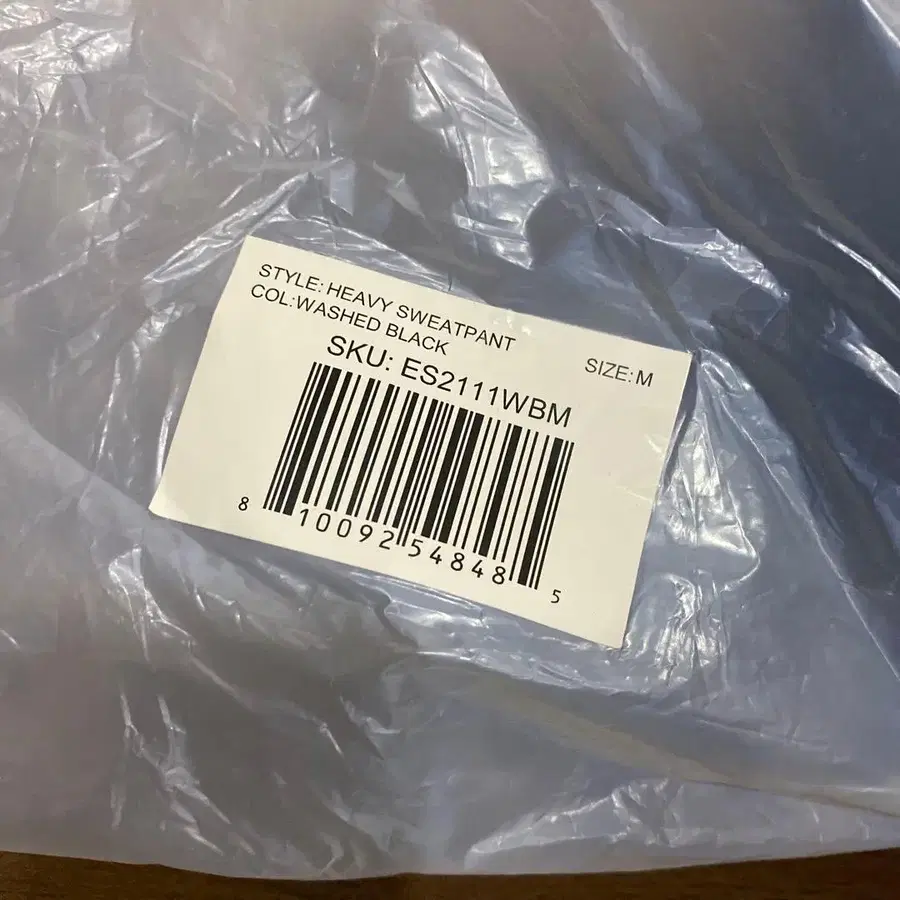 STYLE: HEAVY SWEATPANT
COL:WASHED BLACK
SIZE: M
SKU: ES2111WBM
8 10092 54848 5